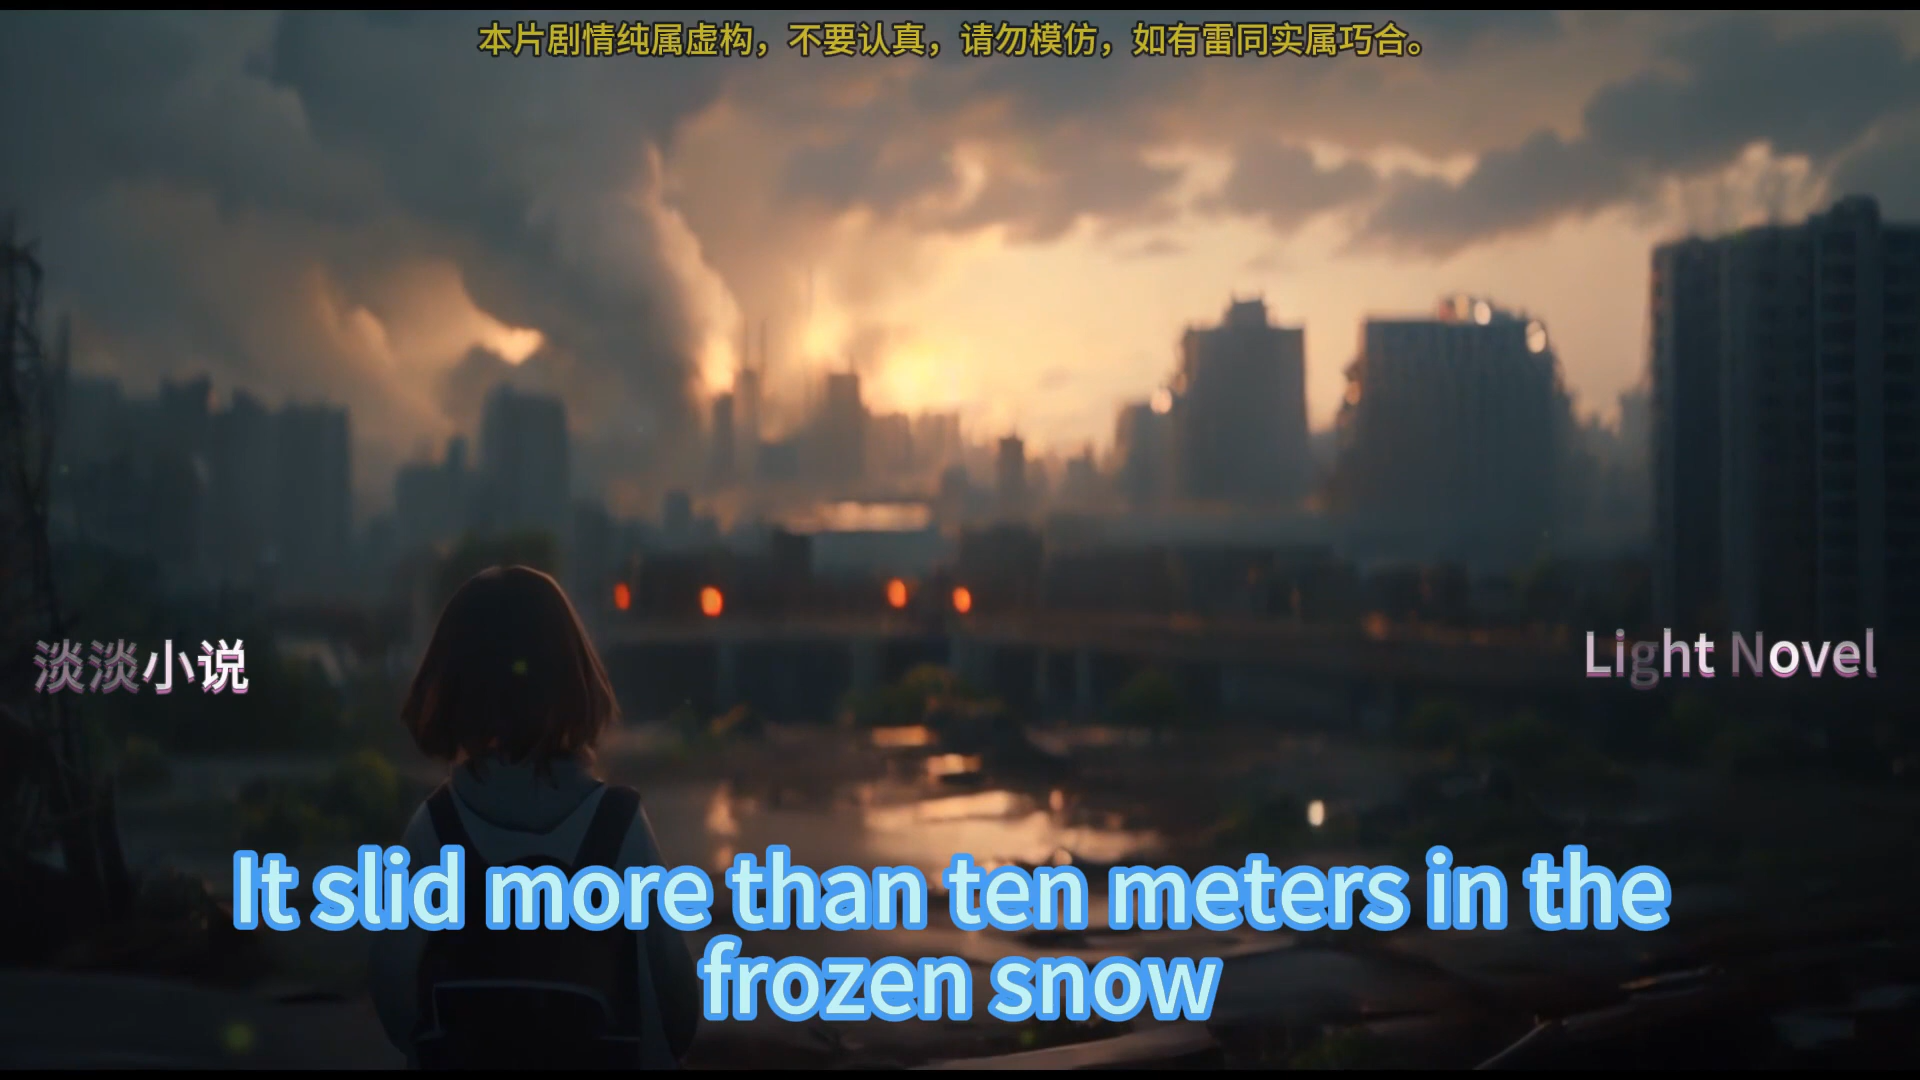 本片剧情纯属虚构，不要认真，请勿模仿，如有雷同实属巧合。
淡淡小说
Light Novel
It slid more than ten meters in the
frozen snow